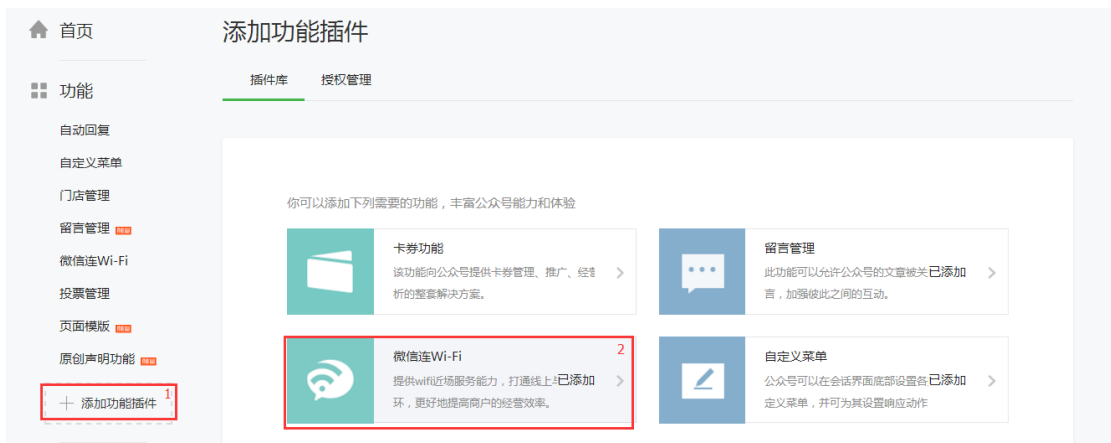 首页
添加功能插件
插件库
授权管理
功能
自动回复
自定义菜单
门店管理
留言管理 new
微信连Wi-Fi
投票管理
页面模版 new
原创声明功能 new
添加功能插件 1
你可以添加下列需要的功能，丰富公众号能力和体验
卡券功能
该功能向公众号提供卡券管理、推广、经
析的整套解决方案。
留言管理
此功能可以允许公众号的文章被关 已添加
言，加强彼此之间的互动。
微信连Wi-Fi 2
提供wifi近场服务能力，打通线上 已添加
环，更好地提高商户的经营效率。
自定义菜单
公众号可以在会话界面底部设置各 已添加
定义菜单，并可为其设置响应动作